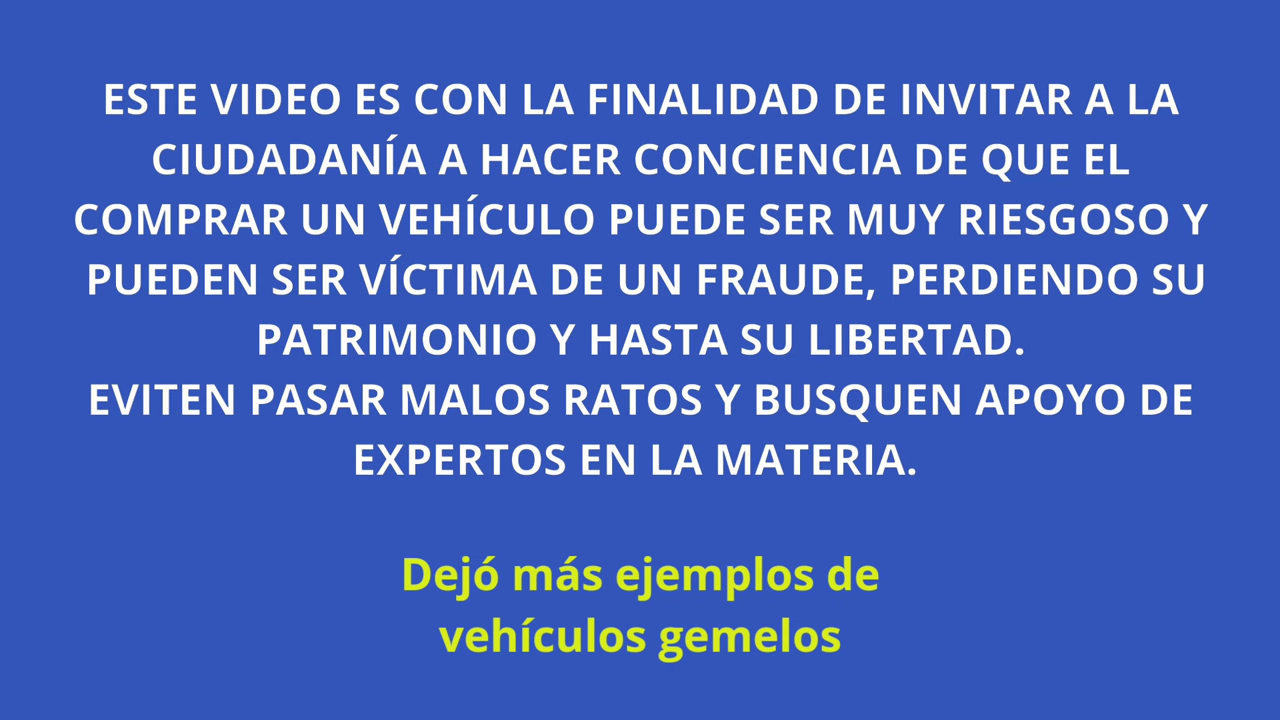 ESTE VIDEO ES CON LA FINALIDAD DE INVITAR A LA
CIUDADANÍA A HACER CONCIENCIA DE QUE EL
COMPRAR UN VEHÍCULO PUEDE SER MUY RIESGOSO Y
PUEDEN SER VÍCTIMA DE UN FRAUDE, PERDIENDO SU
PATRIMONIO Y HASTA SU LIBERTAD.
EVITEN PASAR MALOS RATOS Y BUSQUEN APOYO DE
EXPERTOS EN LA MATERIA.
Dejó más ejemplos de
vehículos gemelos